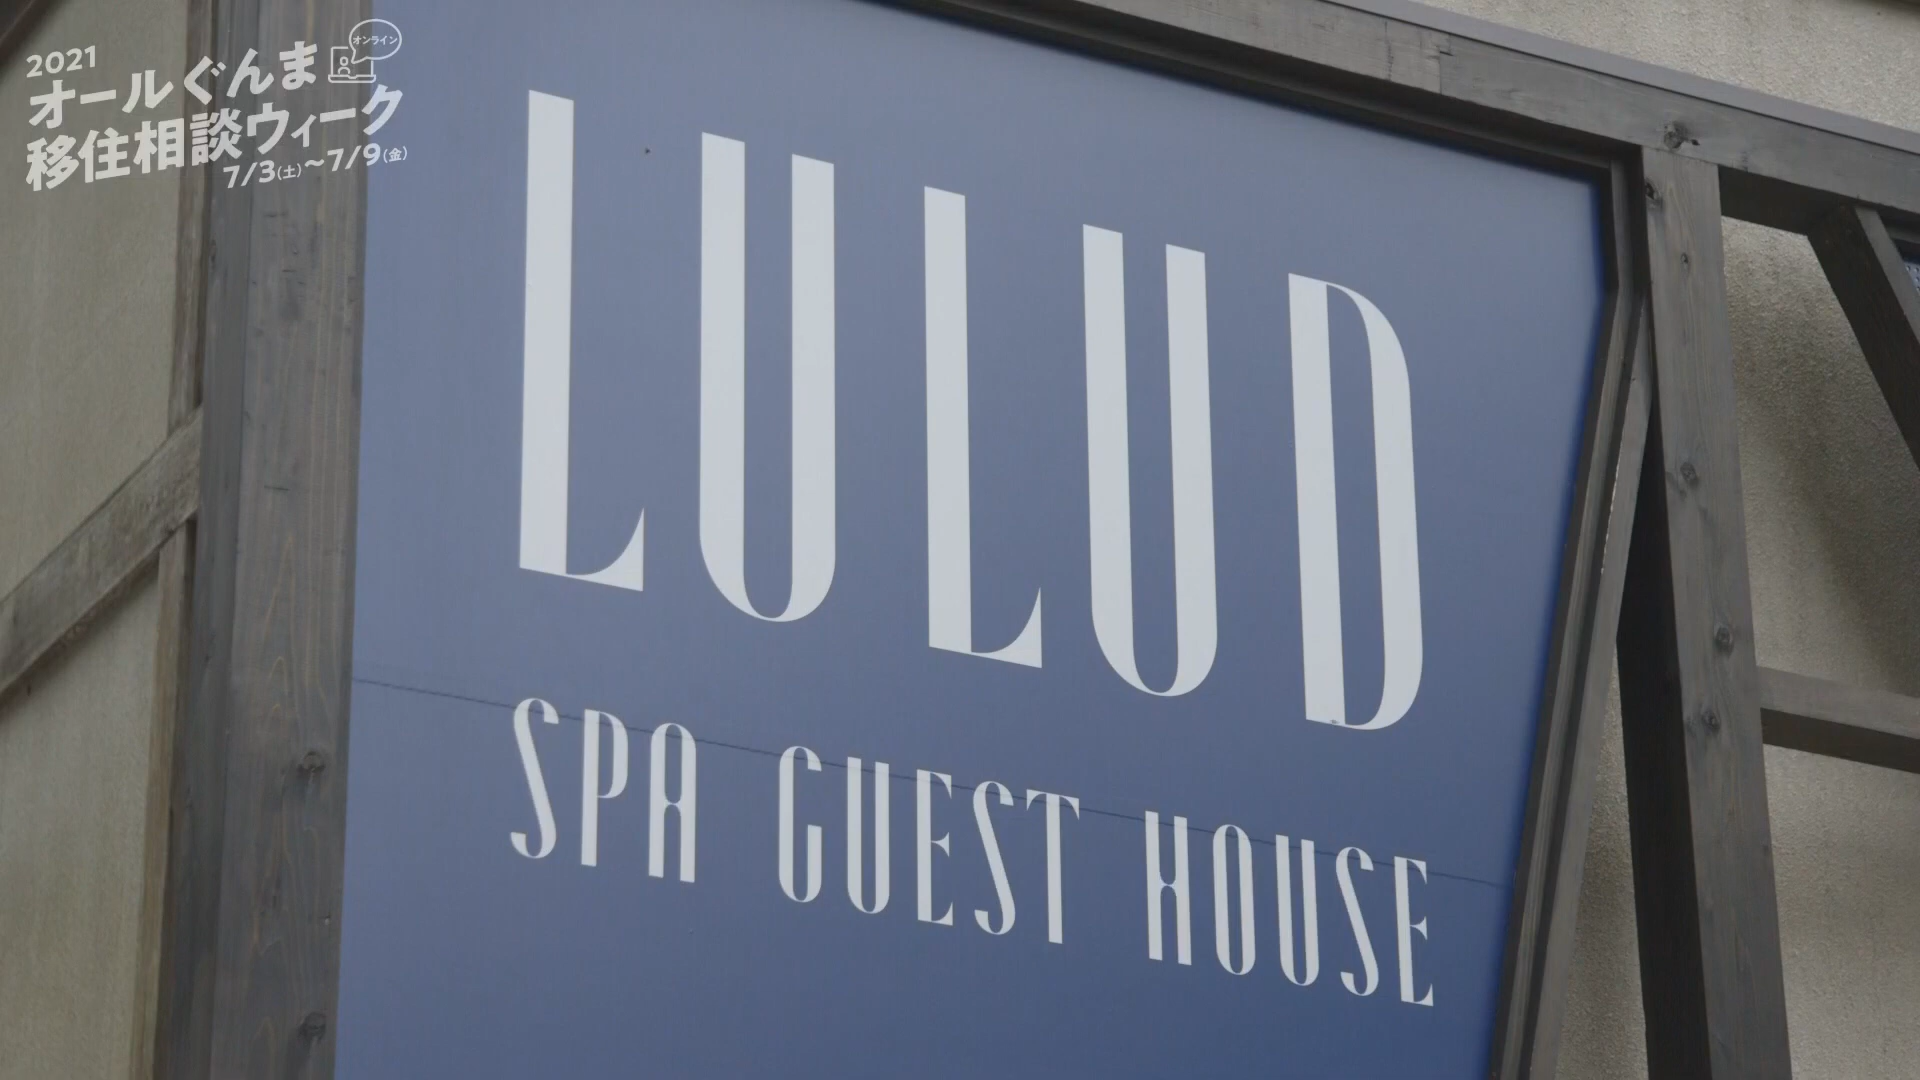 2021
オンライン
オールぐんま
移住相談ウィーク
7/3(土)~7/9(金)
LULUD
SPA GUEST HOUSE